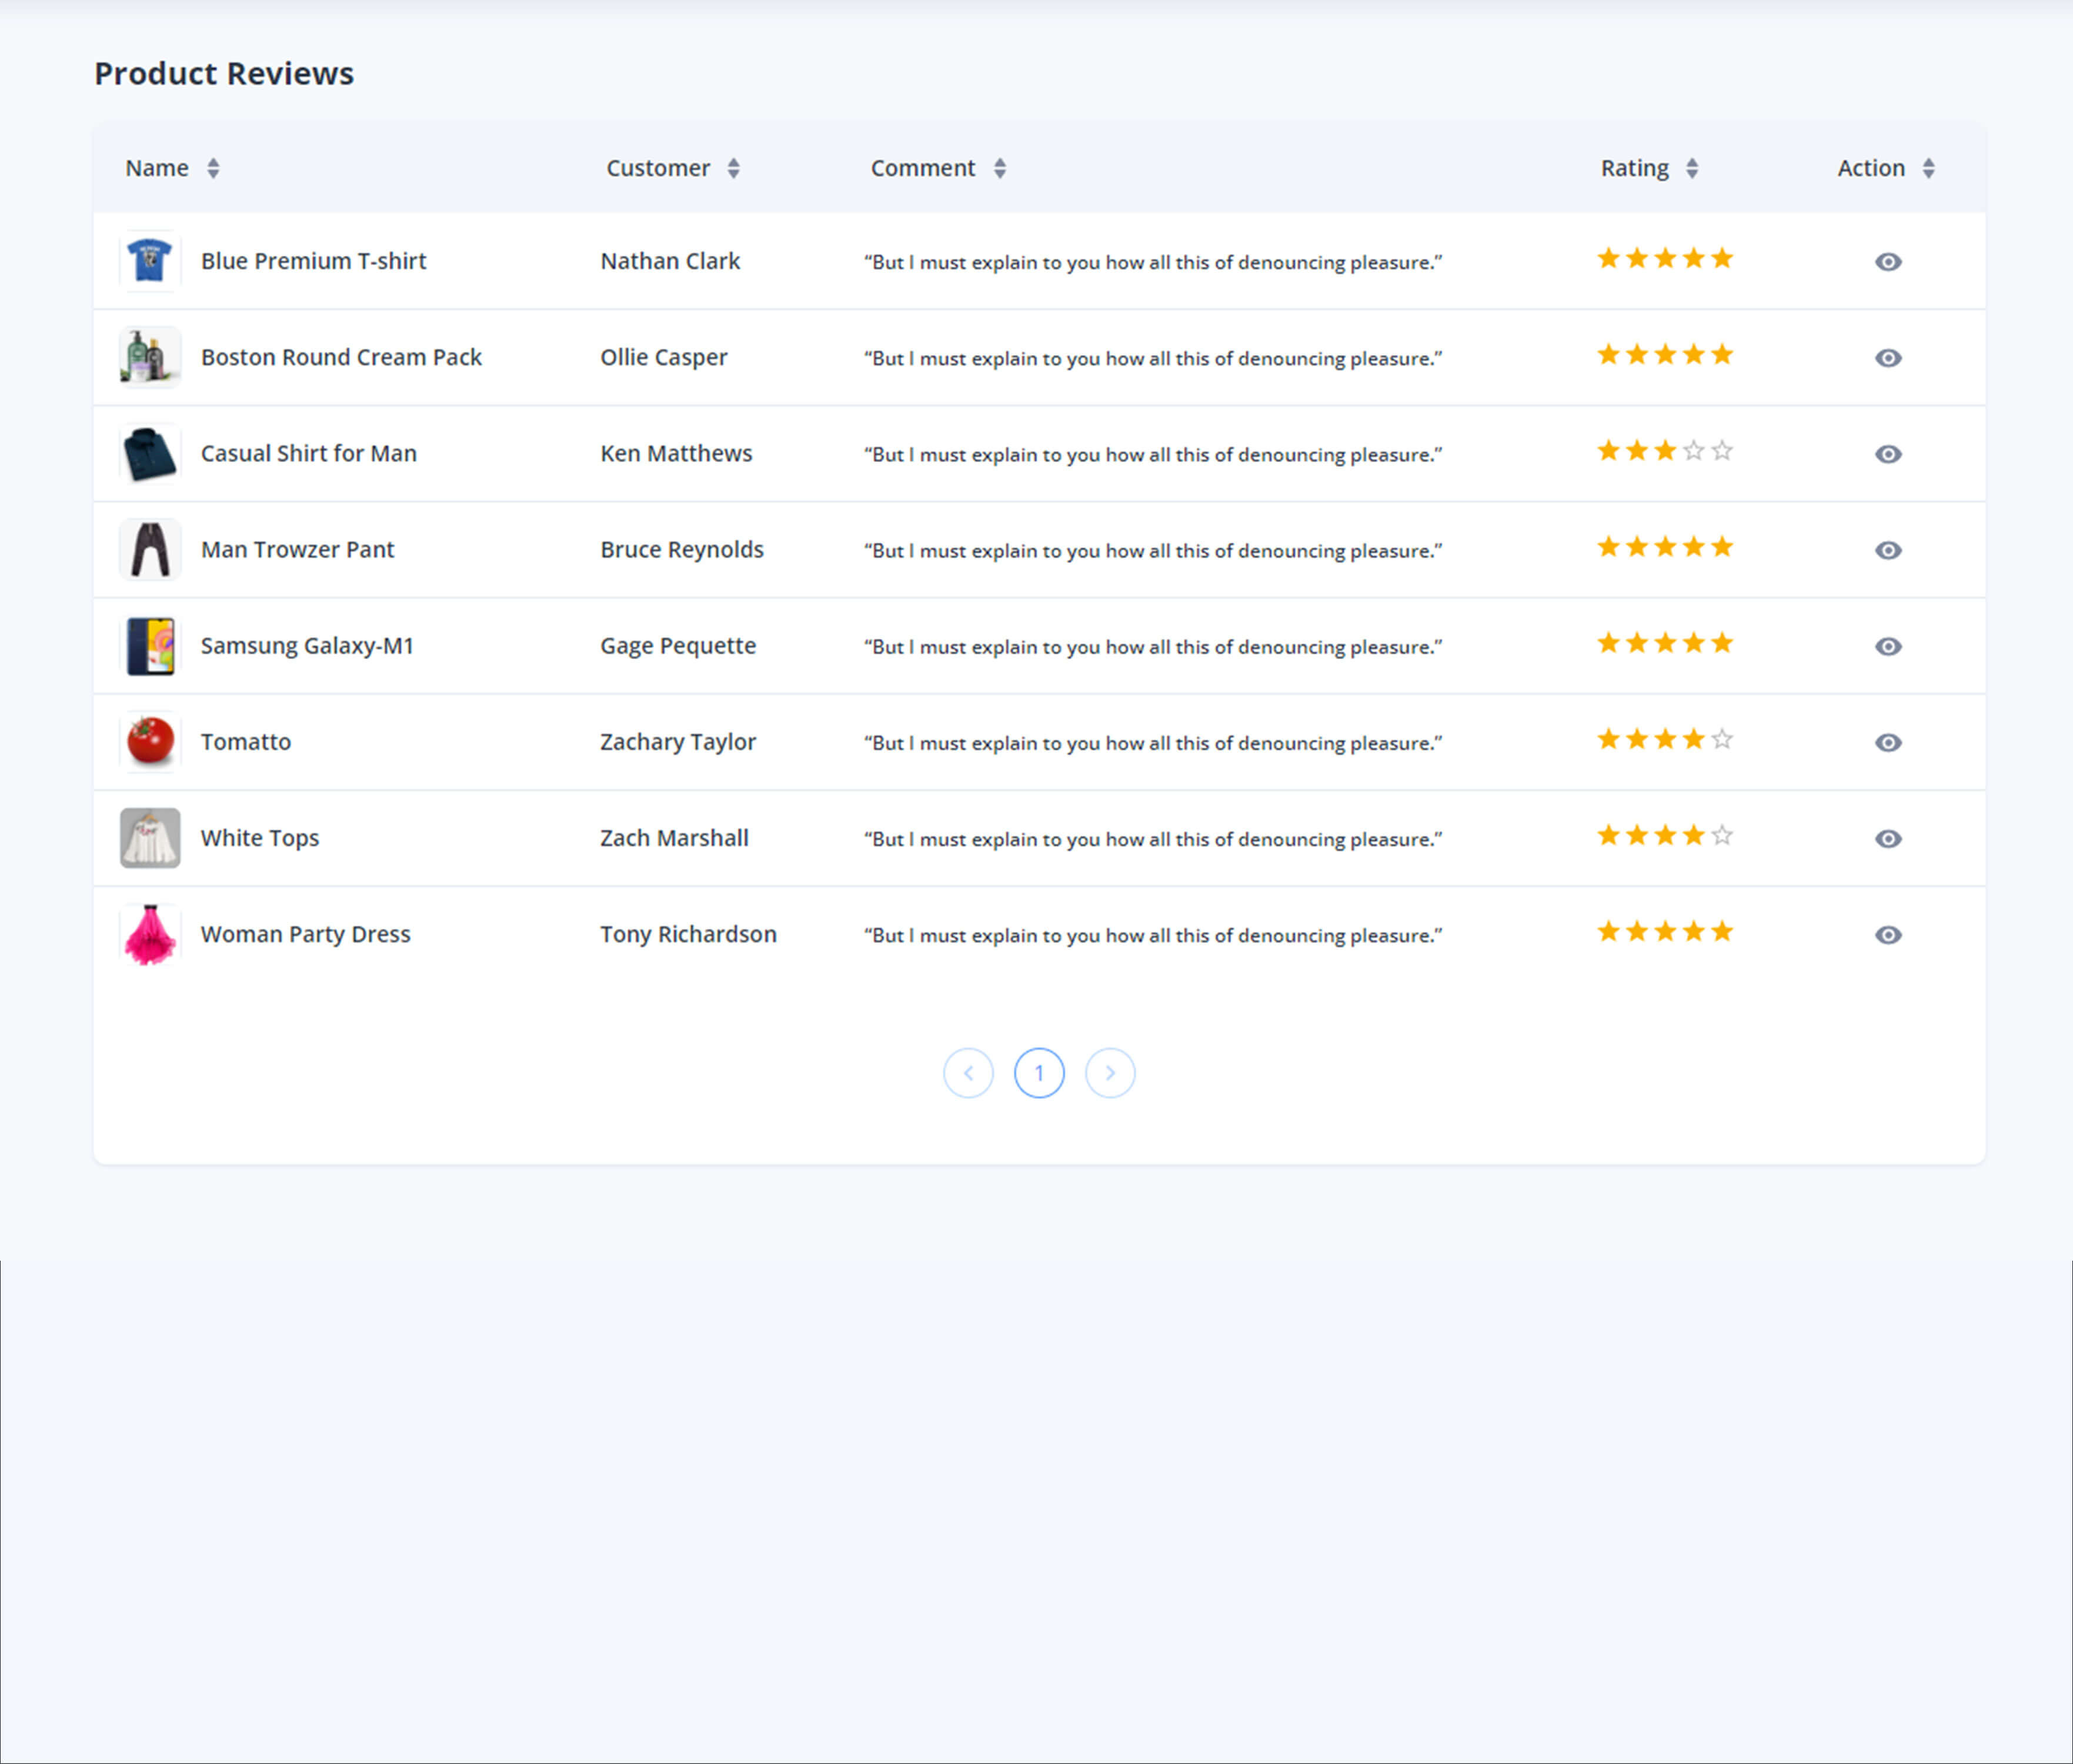 Product Reviews
Name Customer Comment Rating Action
Blue Premium T-shirt Nathan Clark “But I must explain to you how all this of denouncing pleasure.”
Boston Round Cream Pack Ollie Casper “But I must explain to you how all this of denouncing pleasure.”
Casual Shirt for Man Ken Matthews “But I must explain to you how all this of denouncing pleasure.”
Man Trowzer Pant Bruce Reynolds “But I must explain to you how all this of denouncing pleasure.”
Samsung Galaxy-M1 Gage Pequette “But I must explain to you how all this of denouncing pleasure.”
Tomatto Zachary Taylor “But I must explain to you how all this of denouncing pleasure.”
White Tops Zach Marshall “But I must explain to you how all this of denouncing pleasure.”
Woman Party Dress Tony Richardson “But I must explain to you how all this of denouncing pleasure.”
1